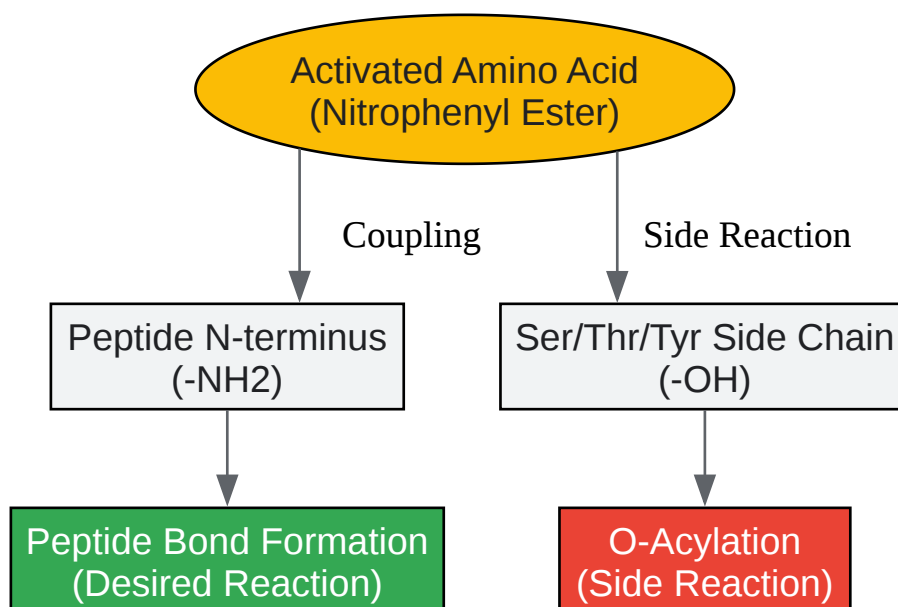 Activated Amino Acid
(Nitrophenyl Ester)
Coupling
Side Reaction
Peptide N-terminus
(-NH2)
Ser/Thr/Tyr Side Chain
(-OH)
Peptide Bond Formation
(Desired Reaction)
O-Acylation
(Side Reaction)